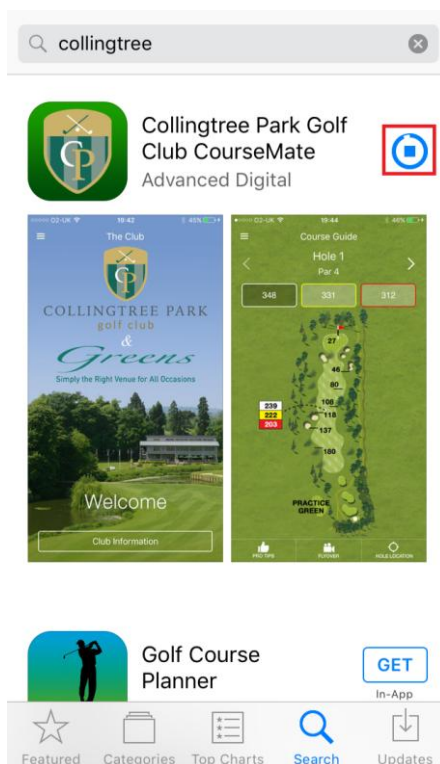 collingtree
Collingtree Park Golf
Club CourseMate
Advanced Digital
O2-UK 19:42 45%
The Club
CP
COLLINGTREE PARK
golf club
&
Greens
Simply the Right Venue for All Occasions
Welcome
Club Information
O2-UK 19:44 46%
Course Guide
Hole 1
Par 4
348 331 312
27
46
80
239
222
203
106
118
137
180
PRACTICE
GREEN
PRO TIPS FLYOVER HOLE LOCATION
Golf Course
Planner
GET
In-App
Featured Categories Top Charts Search Updates